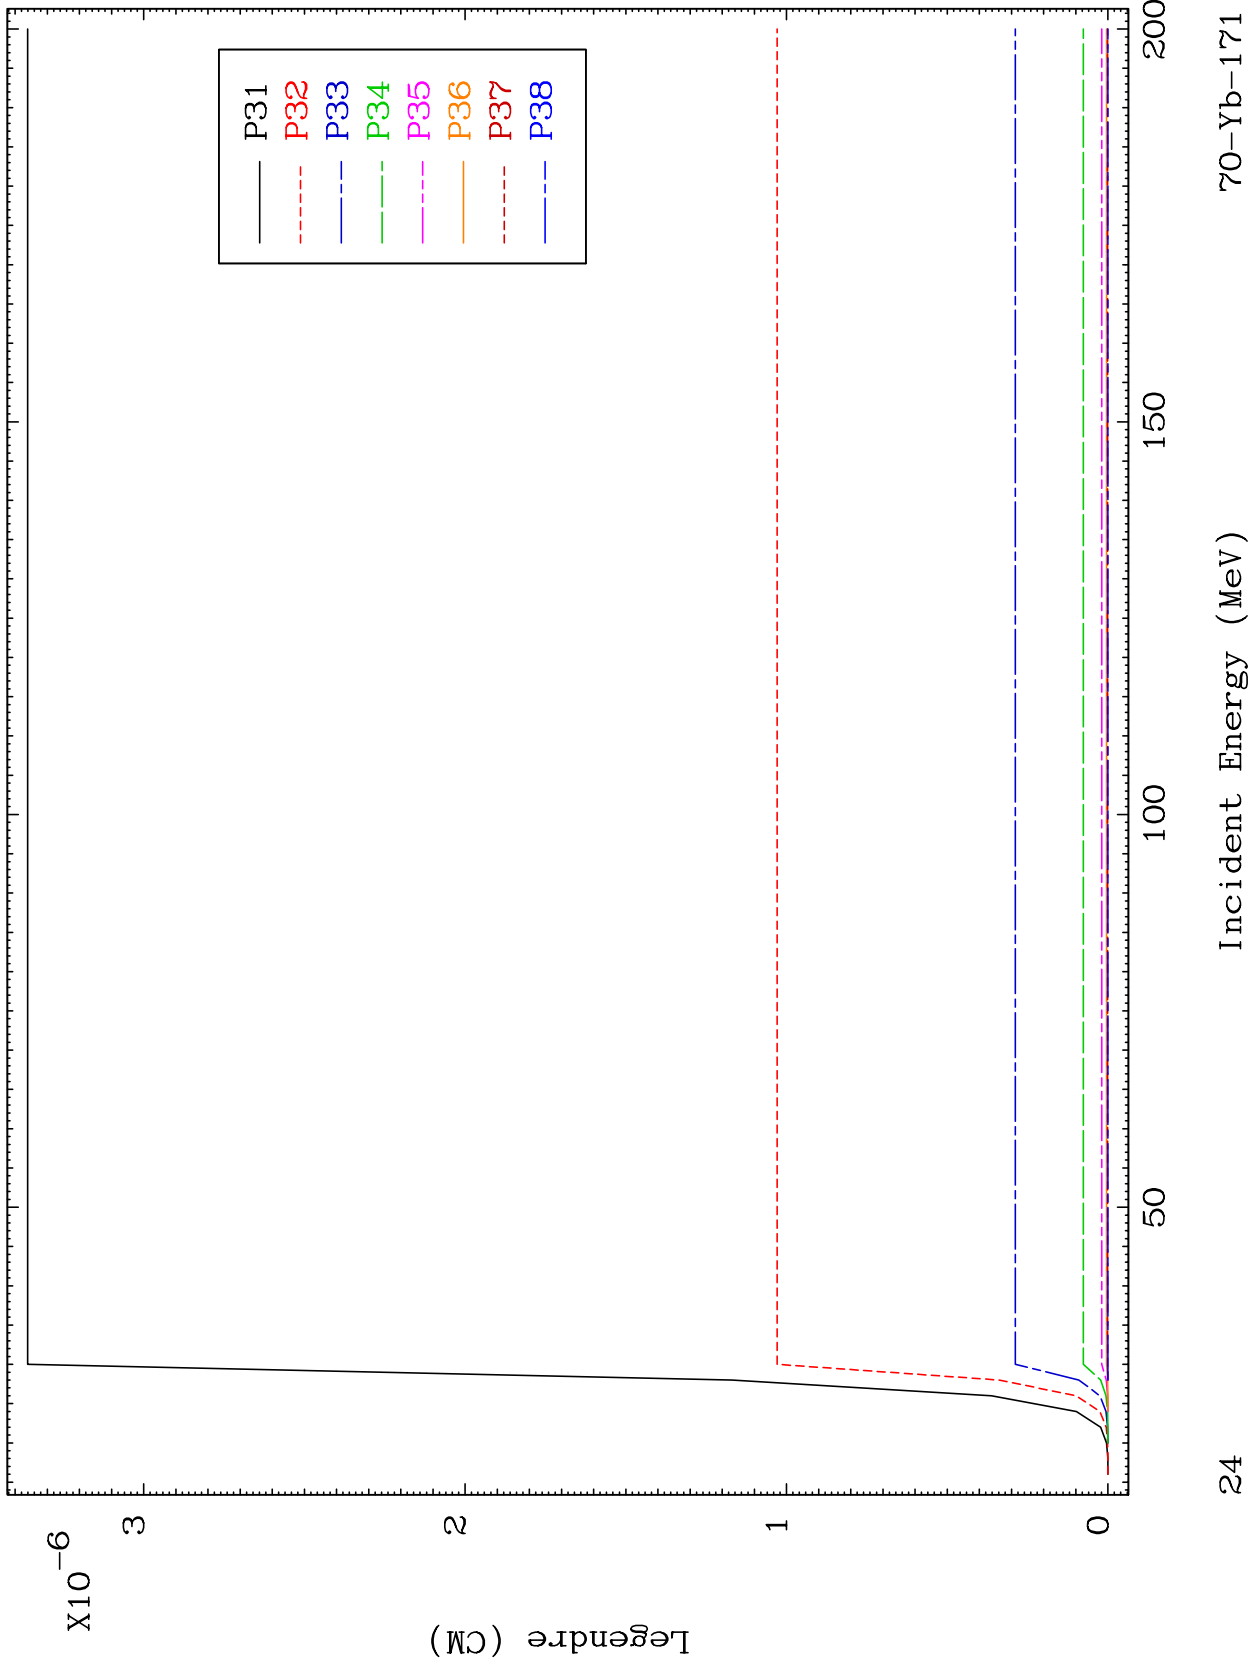 X10-6
3
2
1
0
Legendre (CM)
P31
P32
P33
P34
P35
P36
P37
P38
50
100
150
200
24
Incident Energy (MeV)
70-Yb-171